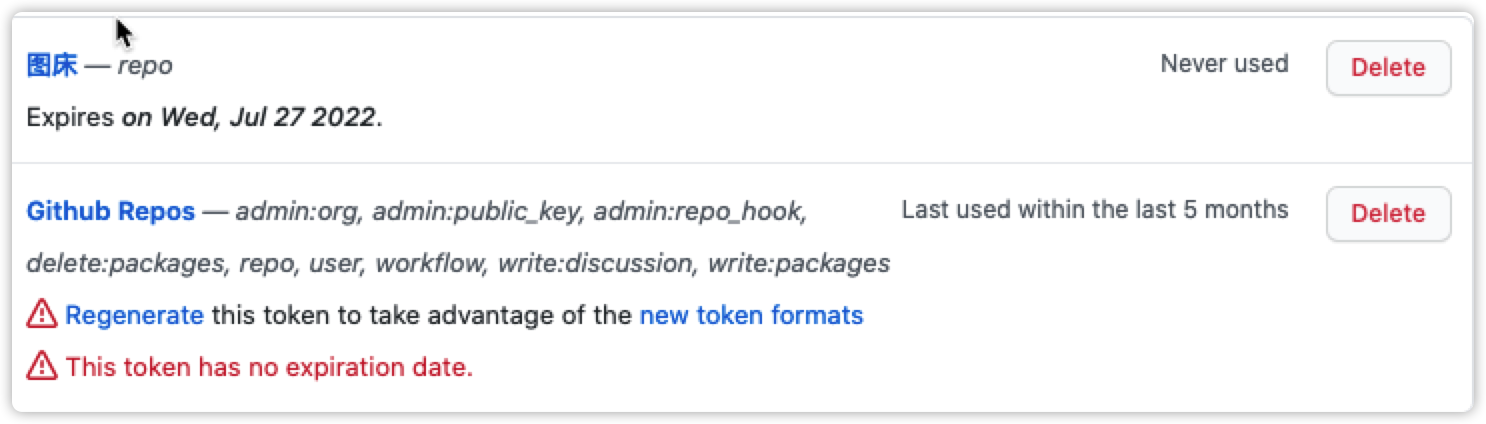 图床 — repo Never used Delete
Expires on Wed, Jul 27 2022.
Github Repos — admin:org, admin:public_key, admin:repo_hook, Last used within the last 5 months Delete
delete:packages, repo, user, workflow, write:discussion, write:packages
Regenerate this token to take advantage of the new token formats
This token has no expiration date.